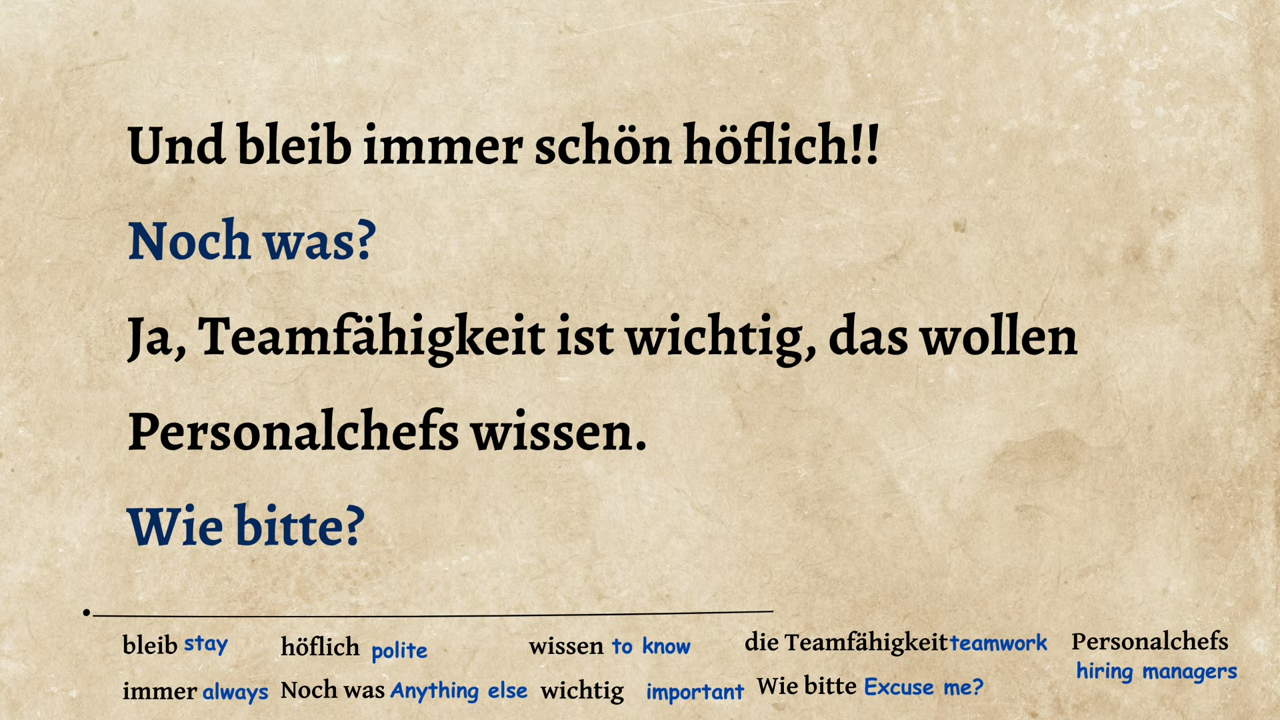 Und bleib immer schön höflich!!
Noch was?
Ja, Teamfähigkeit ist wichtig, das wollen
Personalchefs wissen.
Wie bitte?
bleib stay höflich polite wissen to know die Teamfähigkeit teamwork Personalchefs
hiring managers
immer always Noch was Anything else wichtig important Wie bitte Excuse me?